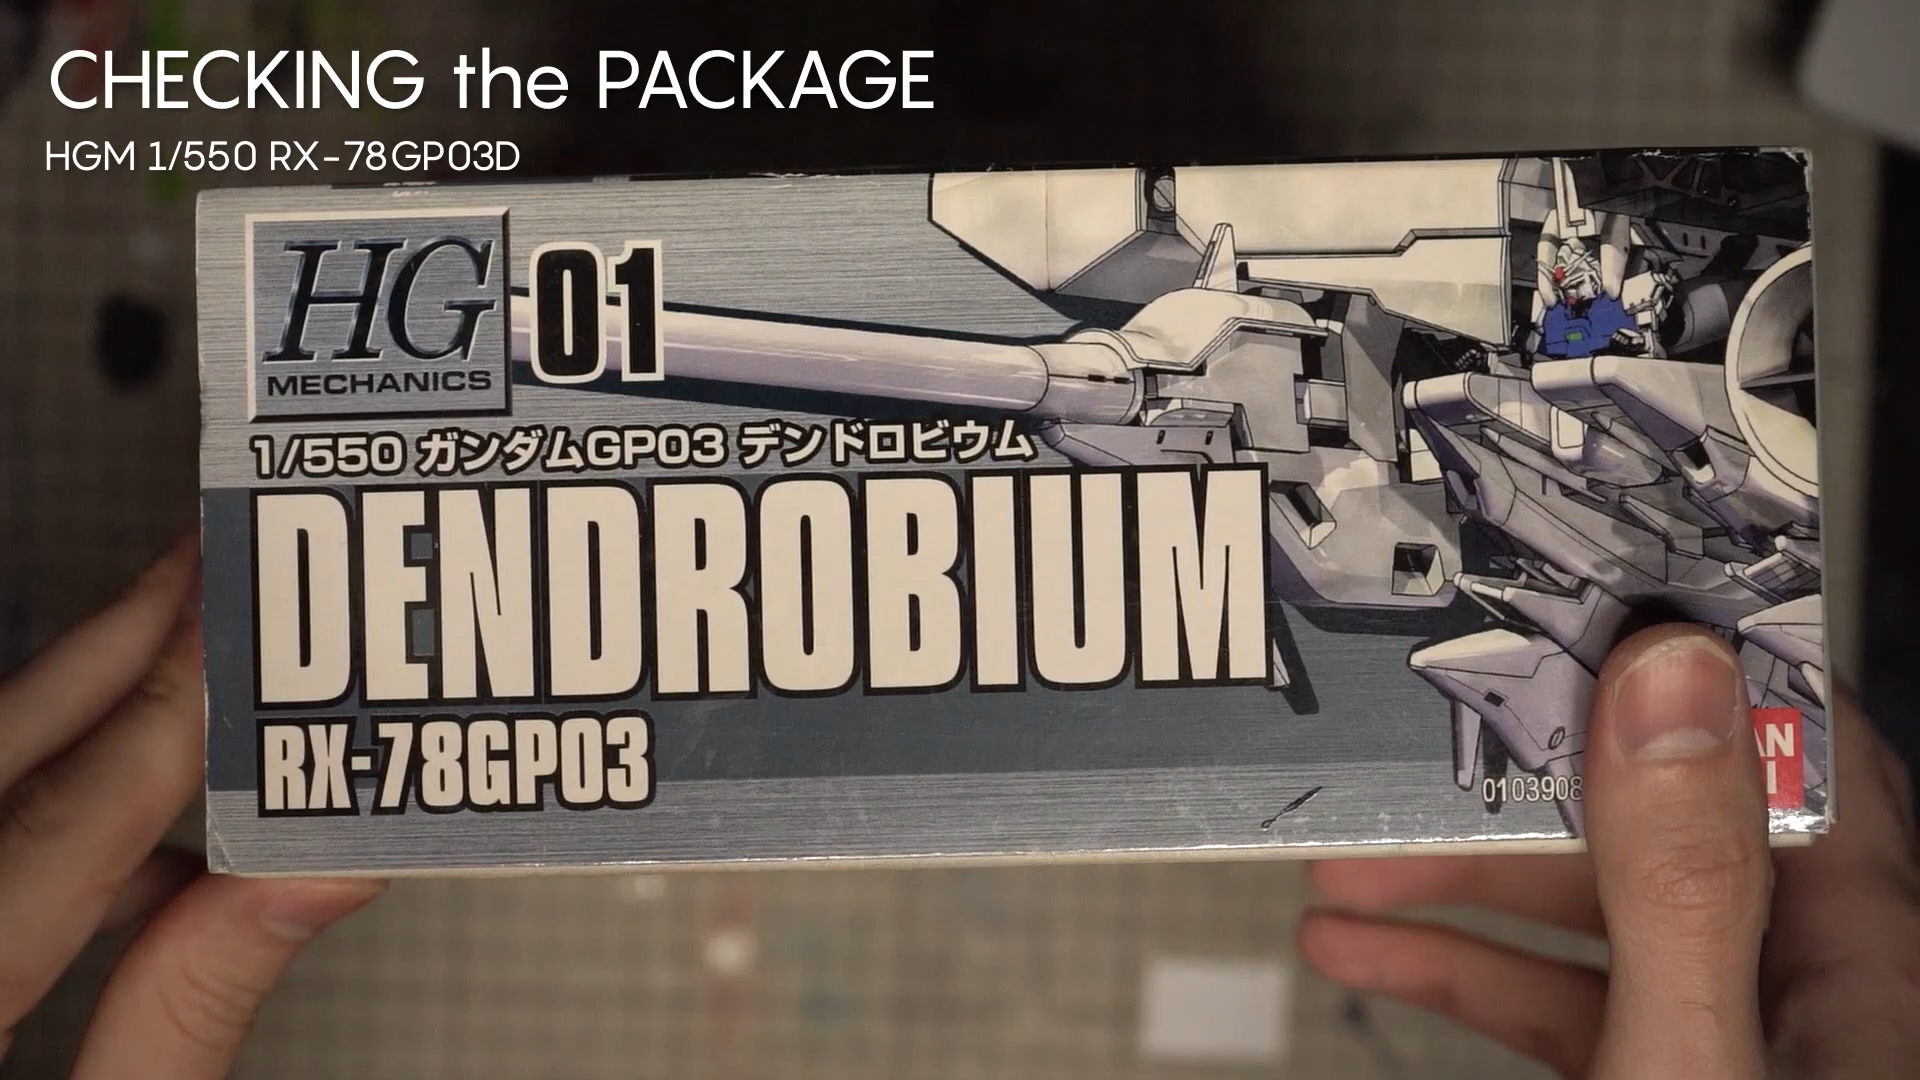 CHECKING the PACKAGE
HGM 1/550 RX-78GP03D
HG
MECHANICS
01
1/550 ガンダムGP03 デンドロビウム
DENDROBIUM
RX-78GP03
0103908